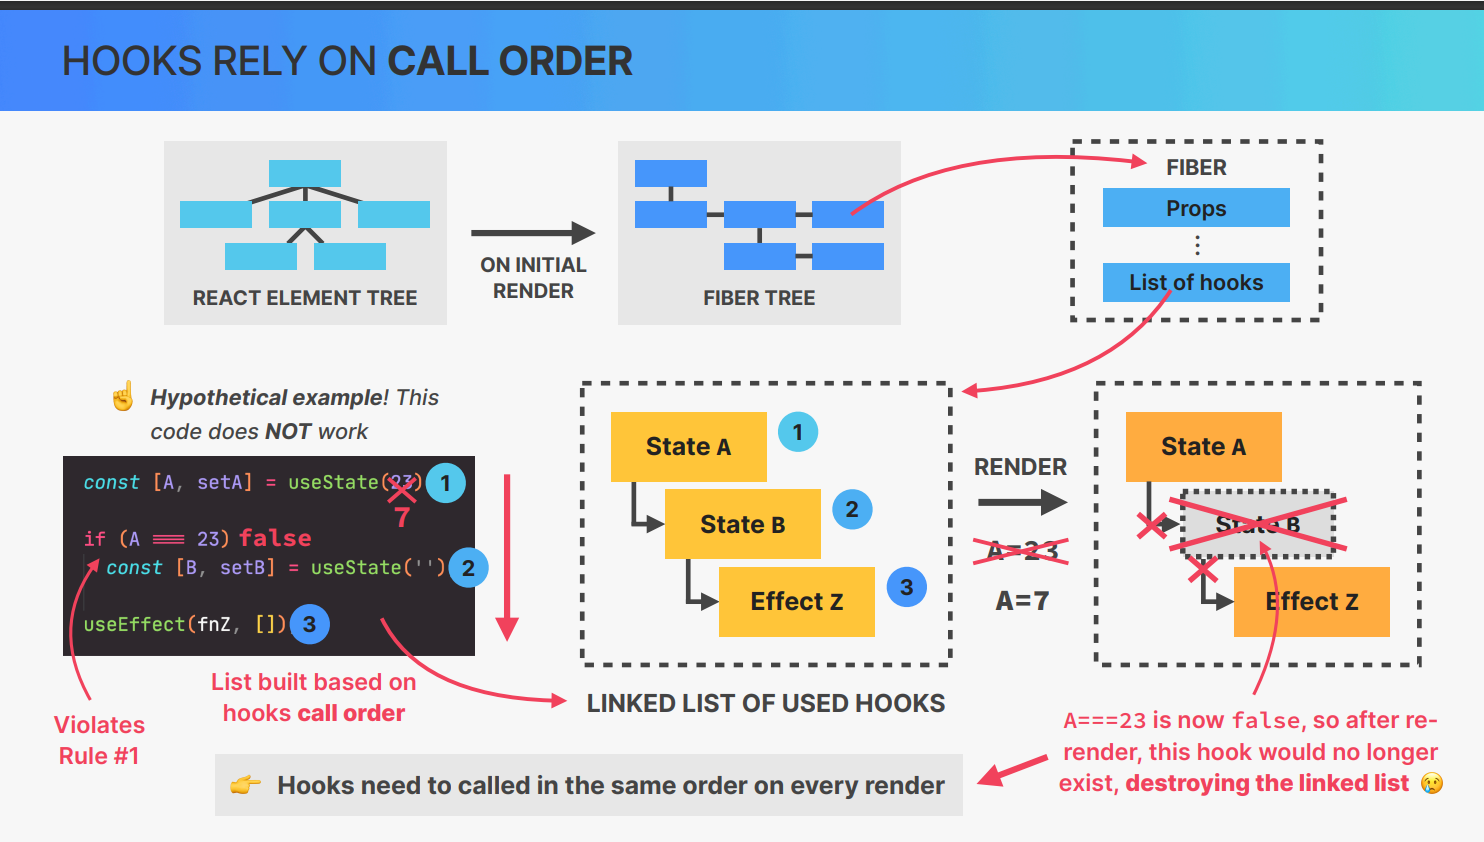 HOOKS RELY ON CALL ORDER
REACT ELEMENT TREE
ON INITIAL
RENDER
FIBER TREE
FIBER
Props
⋮
List of hooks
☝️ Hypothetical example! This
code does NOT work
const [A, setA] = useState(23) 1
7
if (A === 23) false
const [B, setB] = useState('') 2
useEffect(fnZ, []) 3
Violates
Rule #1
List built based on
hooks call order
State A 1
State B 2
Effect Z 3
LINKED LIST OF USED HOOKS
RENDER
A=23
A=7
State A
State B
Effect Z
A===23 is now false, so after re-
render, this hook would no longer
exist, destroying the linked list 😢
👉 Hooks need to called in the same order on every render